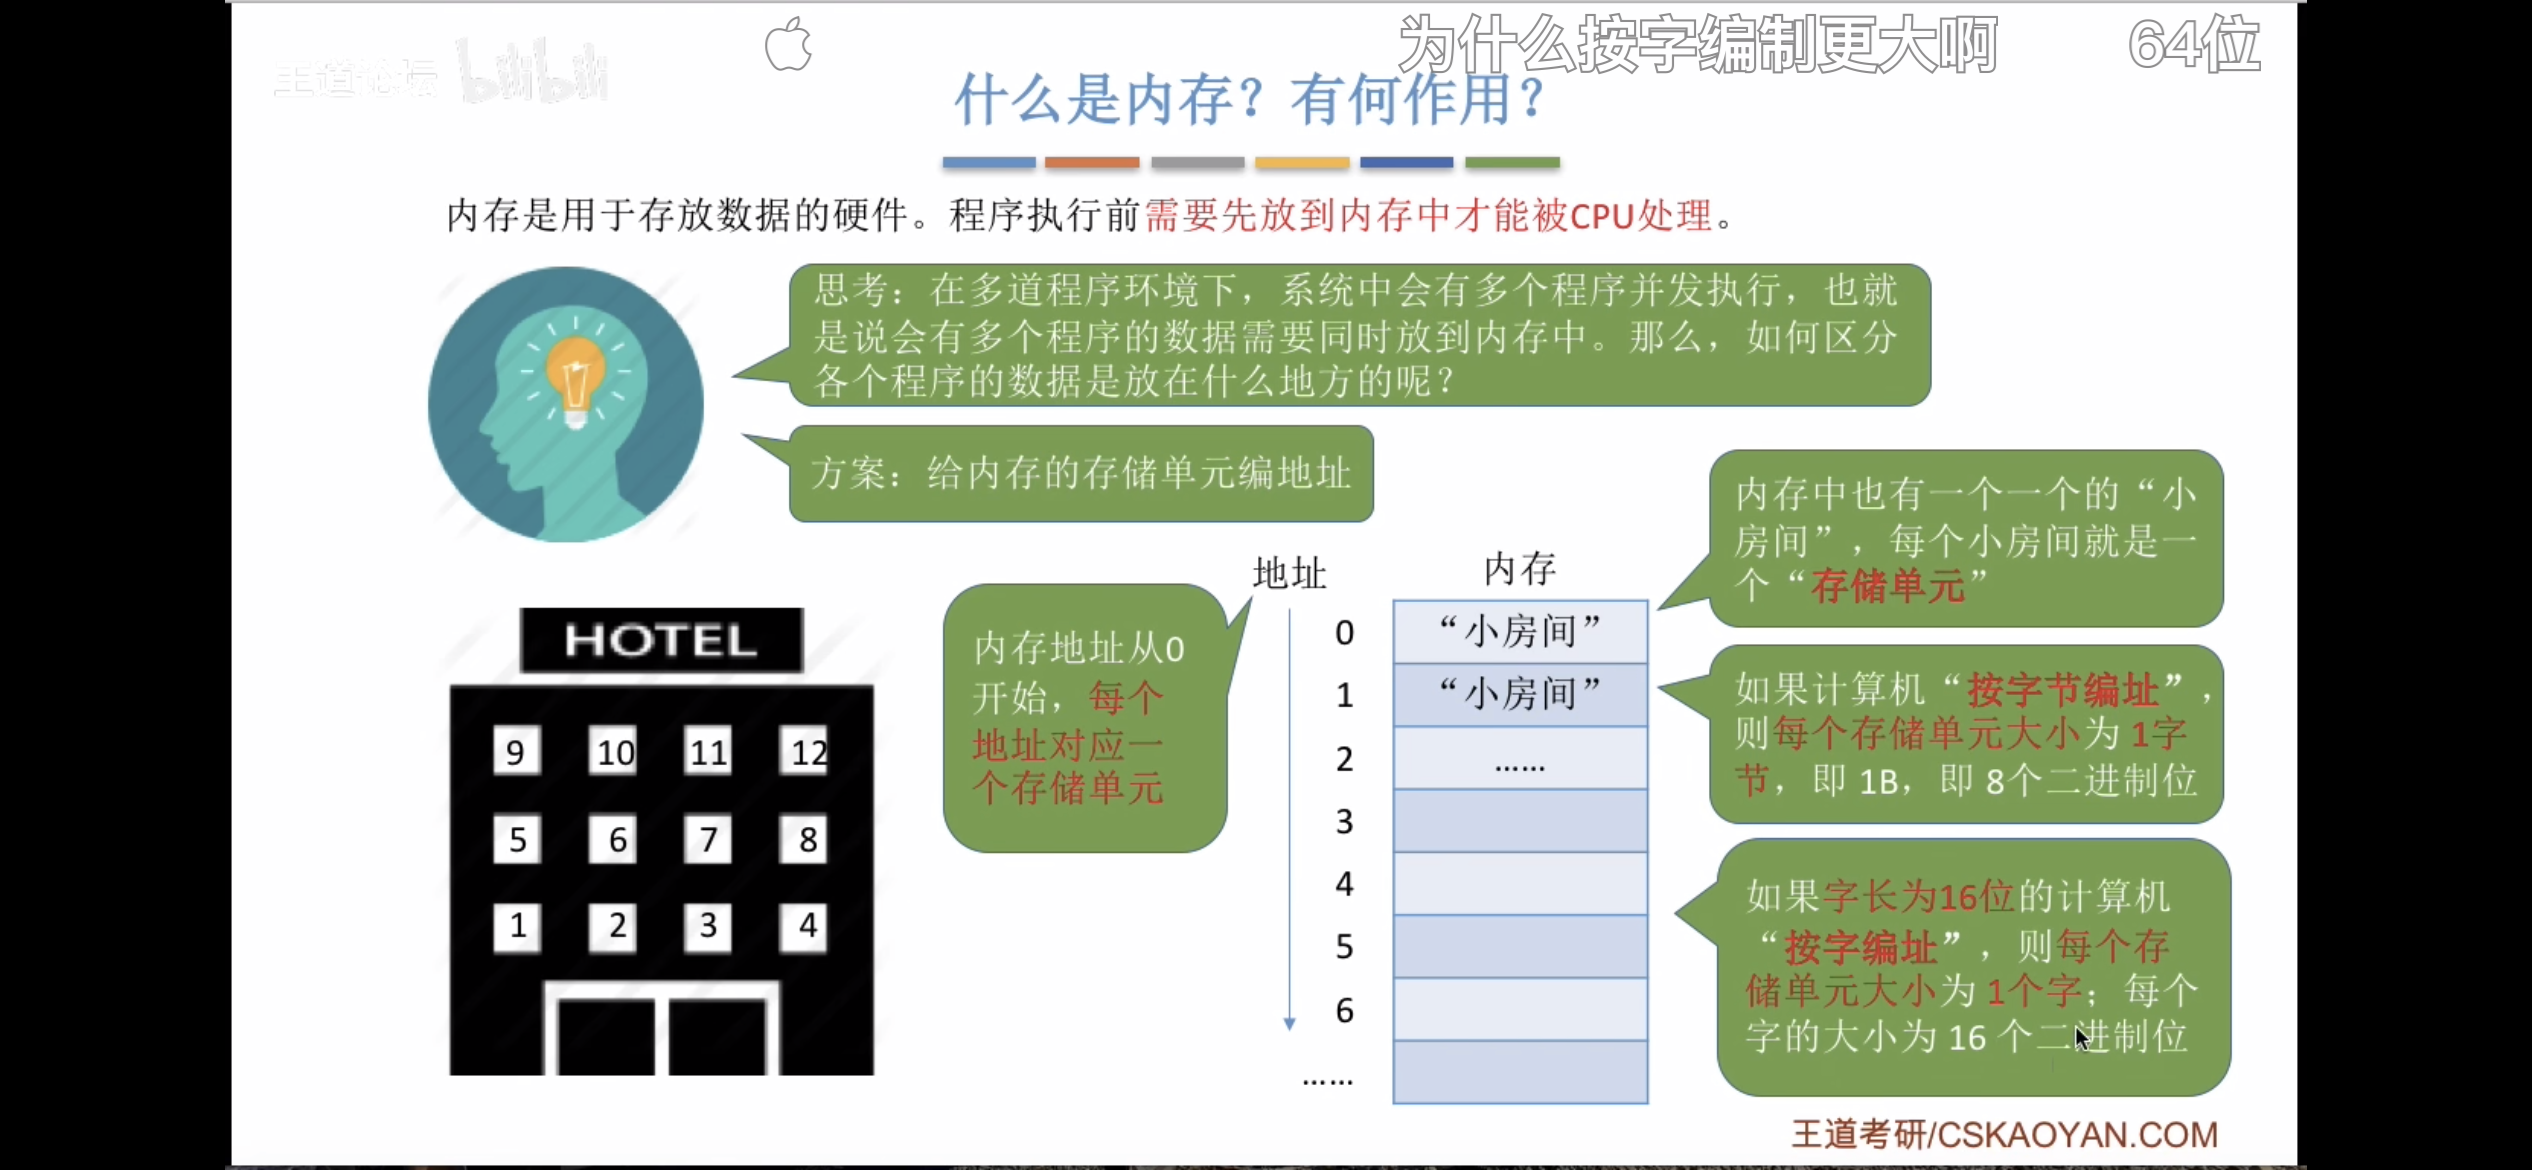 为什么按字编制更大啊
64位
王道论坛
bilibili
什么是内存？有何作用？
内存是用于存放数据的硬件。程序执行前需要先放到内存中才能被CPU处理。
思考：在多道程序环境下，系统中会有多个程序并发执行，也就
是说会有多个程序的数据需要同时放到内存中。那么，如何区分
各个程序的数据是放在什么地方的呢？
方案：给内存的存储单元编地址
HOTEL
9 10 11 12
5 6 7 8
1 2 3 4
内存地址从0
开始，每个
地址对应一
个存储单元
地址 内存
0 “小房间”
1 “小房间”
2 ……
3
4
5
6
……
内存中也有一个一个的“小
房间”，每个小房间就是一
个“存储单元”
如果计算机“按字节编址”，
则每个存储单元大小为 1字
节，即 1B，即 8个二进制位
如果字长为16位的计算机
“按字编址”，则每个存
储单元大小为 1个字；每个
字的大小为 16 个二进制位
王道考研/CSKAOYAN.COM